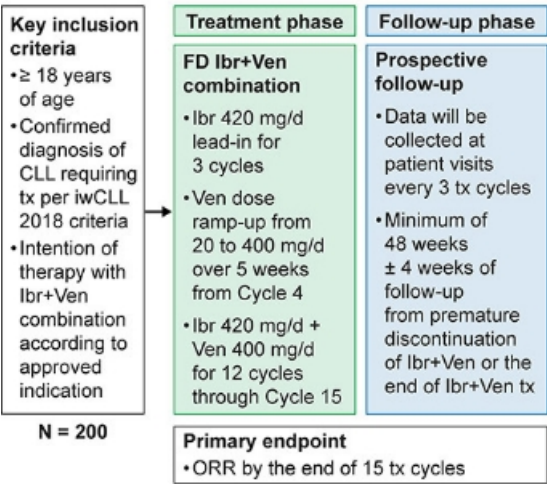 Key inclusion
criteria
•≥ 18 years
of age
•Confirmed
diagnosis of
CLL requiring
tx per iwCLL
2018 criteria
•Intention of
therapy with
Ibr+Ven
combination
according to
approved
indication
N = 200
Treatment phase
FD Ibr+Ven
combination
•Ibr 420 mg/d
lead-in for
3 cycles
•Ven dose
ramp-up from
20 to 400 mg/d
over 5 weeks
from Cycle 4
•Ibr 420 mg/d +
Ven 400 mg/d
for 12 cycles
through Cycle 15
Follow-up phase
Prospective
follow-up
•Data will be
collected at
patient visits
every 3 tx cycles
•Minimum of
48 weeks
± 4 weeks of
follow-up
from premature
discontinuation
of Ibr+Ven or the
end of Ibr+Ven tx
Primary endpoint
•ORR by the end of 15 tx cycles